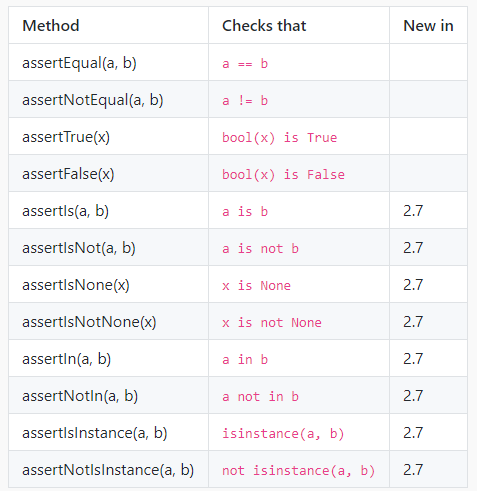 Method Checks that New in
assertEqual(a, b) a == b
assertNotEqual(a, b) a != b
assertTrue(x) bool(x) is True
assertFalse(x) bool(x) is False
assertIs(a, b) a is b 2.7
assertIsNot(a, b) a is not b 2.7
assertIsNone(x) x is None 2.7
assertIsNotNone(x) x is not None 2.7
assertIn(a, b) a in b 2.7
assertNotIn(a, b) a not in b 2.7
assertIsInstance(a, b) isinstance(a, b) 2.7
assertNotIsInstance(a, b) not isinstance(a, b) 2.7